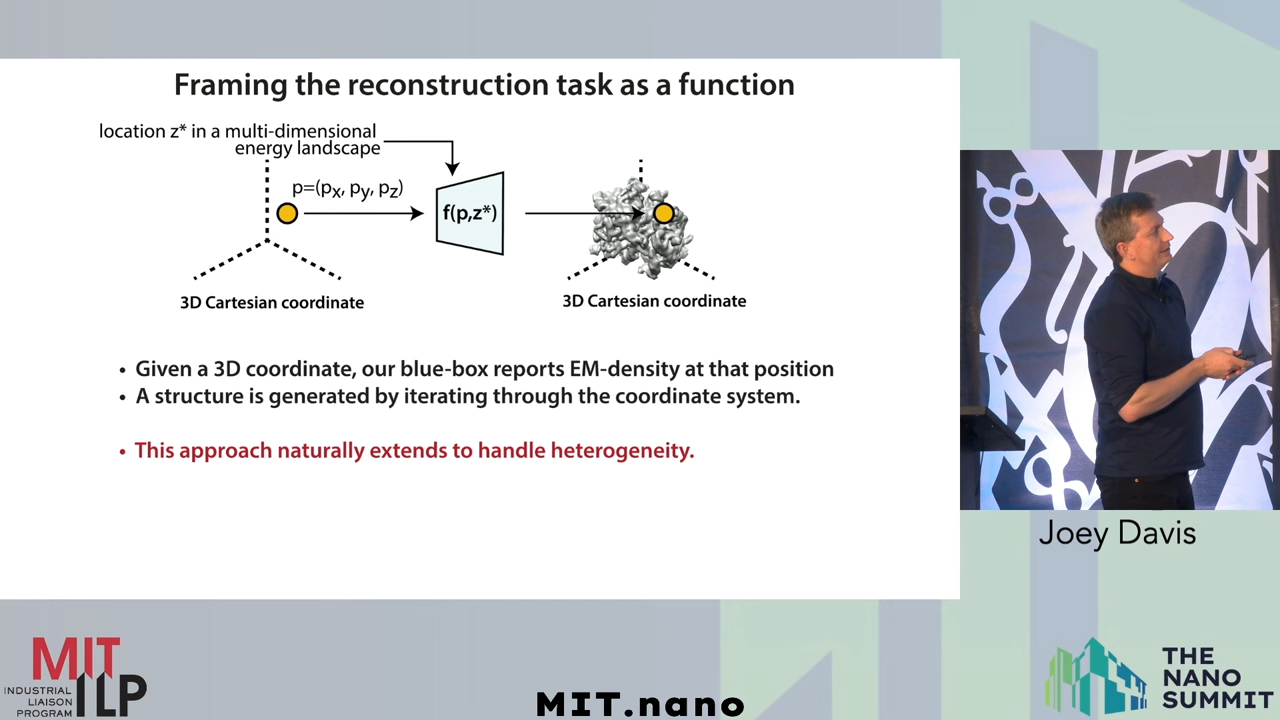 Framing the reconstruction task as a function
location z* in a multi-dimensional
energy landscape
p=(px, py, pz)
f(p,z*)
3D Cartesian coordinate
3D Cartesian coordinate
• Given a 3D coordinate, our blue-box reports EM-density at that position
• A structure is generated by iterating through the coordinate system.
• This approach naturally extends to handle heterogeneity.
Joey Davis
MIT
ILP
INDUSTRIAL
LIAISON
PROGRAM
MIT.nano
THE
NANO
SUMMIT